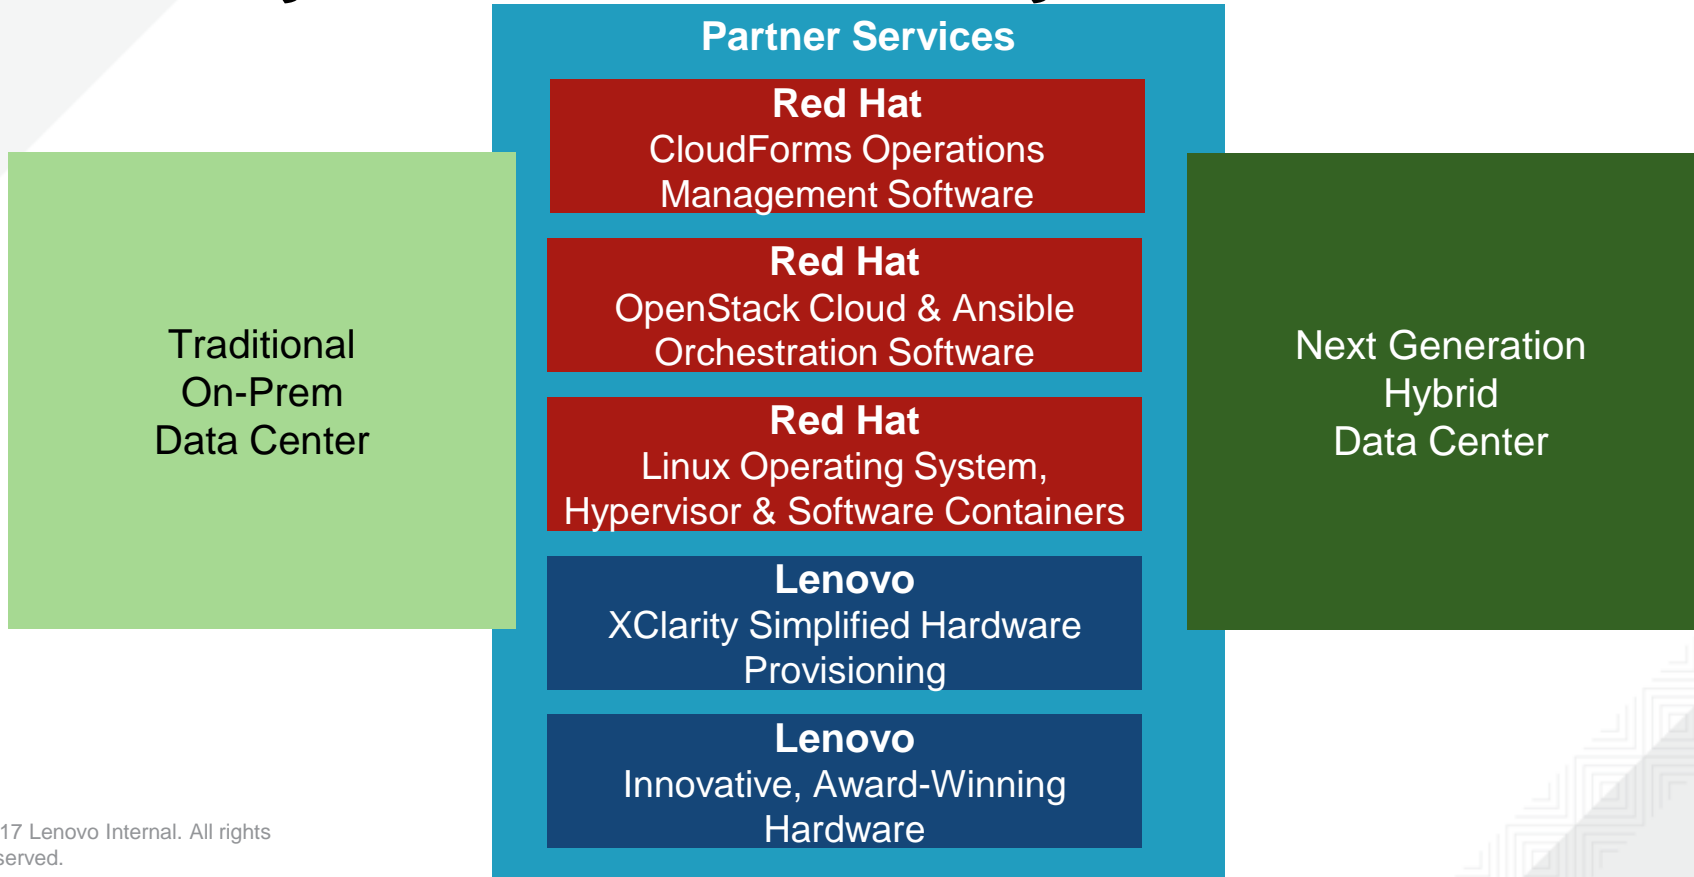 Partner Services
Red Hat
CloudForms Operations
Management Software
Red Hat
OpenStack Cloud & Ansible
Orchestration Software
Red Hat
Linux Operating System,
Hypervisor & Software Containers
Lenovo
XClarity Simplified Hardware
Provisioning
Lenovo
Innovative, Award-Winning
Hardware
Traditional
On-Prem
Data Center
Next Generation
Hybrid
Data Center
17 Lenovo Internal. All rights
served.